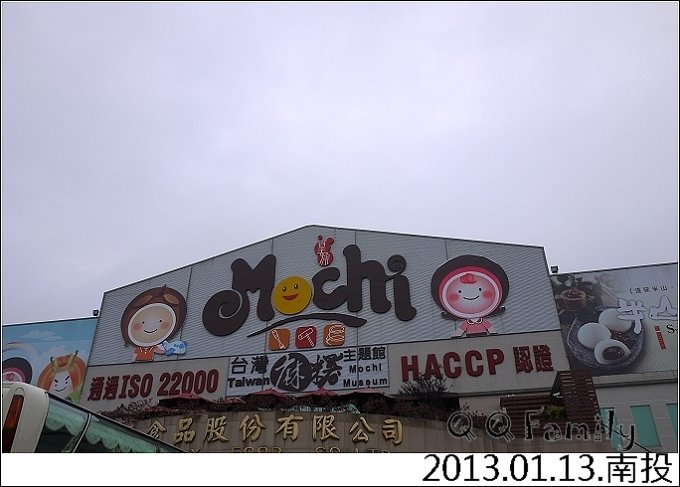 Mochi
台灣 麻糬 主題館
Taiwan Mochi Museum
通過ISO 22000
HACCP 認證
食品股份有限公司
QQ Family
2013.01.13.南投